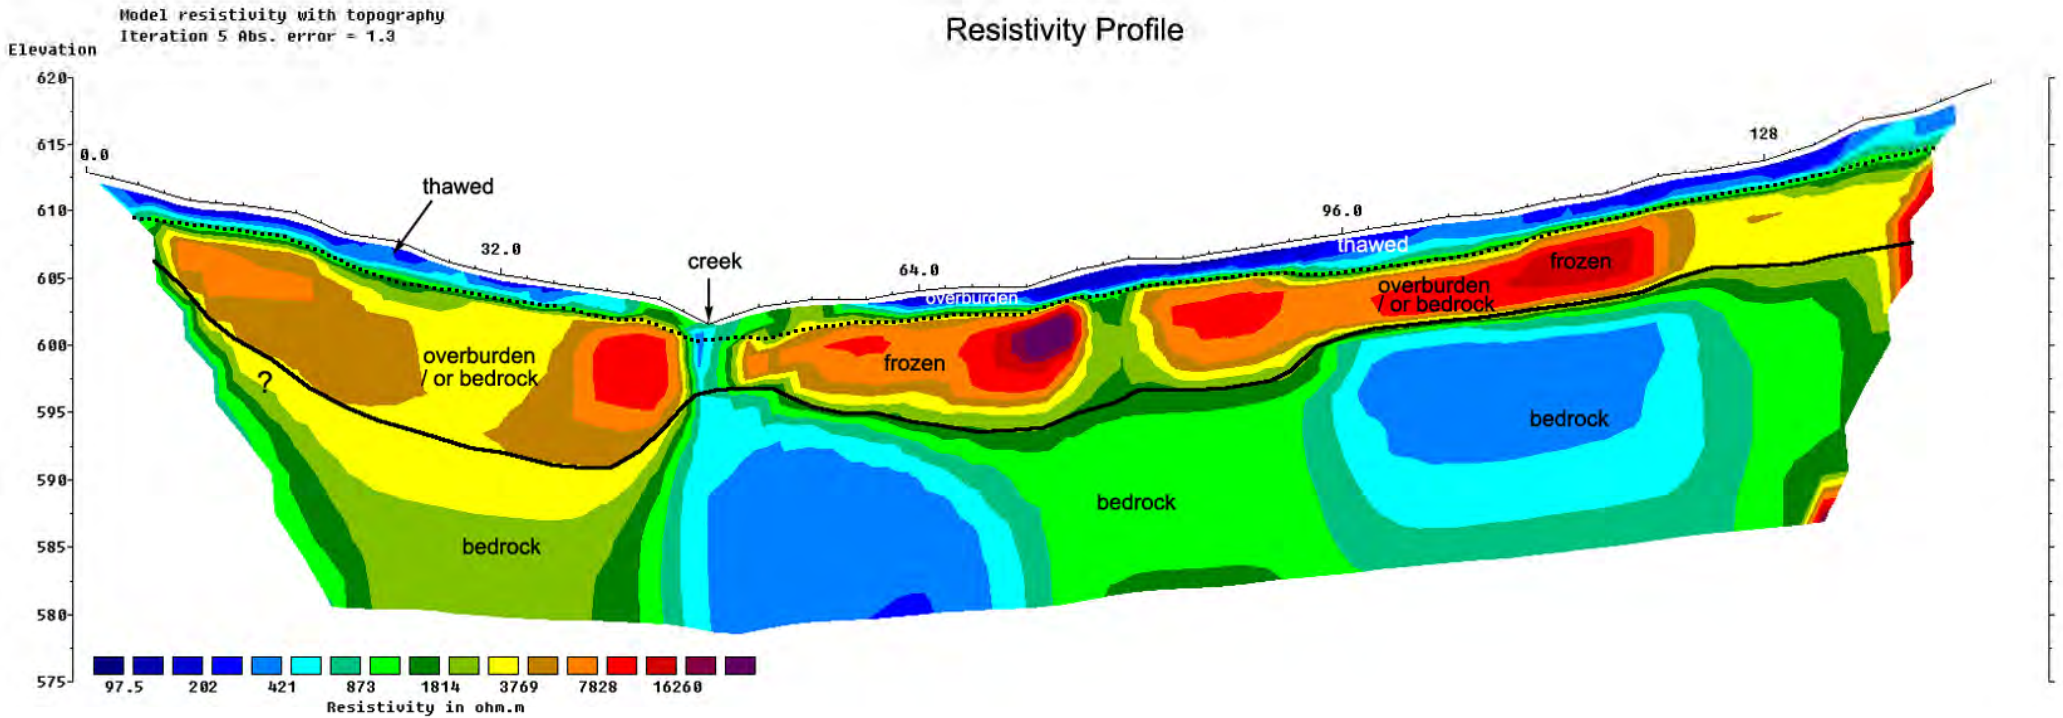 Model resistivity with topography
Iteration 5 Abs. error = 1.3
Resistivity Profile
Elevation
620
615
610
605
600
595
590
585
580
575
0.0
32.0
64.0
96.0
128
thawed
creek
overburden
thawed
frozen
overburden
/ or bedrock
overburden
/ or bedrock
frozen
?
bedrock
bedrock
bedrock
97.5 202 421 873 1814 3769 7828 16260
Resistivity in ohm.m